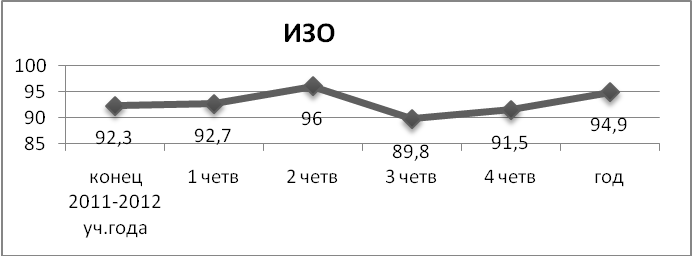 ИЗО
100
95
90
85
92,3
92,7
96
89,8
91,5
94,9
конец
2011-2012
уч.года
1 четв
2 четв
3 четв
4 четв
год